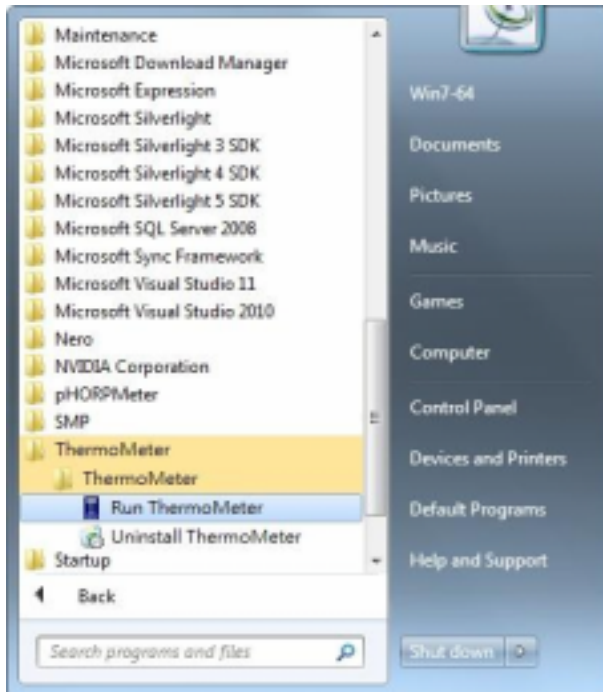 Maintenance
Microsoft Download Manager
Microsoft Expression
Microsoft Silverlight
Microsoft Silverlight 3 SDK
Microsoft Silverlight 4 SDK
Microsoft Silverlight 5 SDK
Microsoft SQL Server 2008
Microsoft Sync Framework
Microsoft Visual Studio 11
Microsoft Visual Studio 2010
Nero
NVIDIA Corporation
pHORPMeter
SMP
ThermoMeter
ThermoMeter
Run ThermoMeter
Uninstall ThermoMeter
Startup
Back
Search programs and files
Win7-64
Documents
Pictures
Music
Games
Computer
Control Panel
Devices and Printers
Default Programs
Help and Support
Shut down